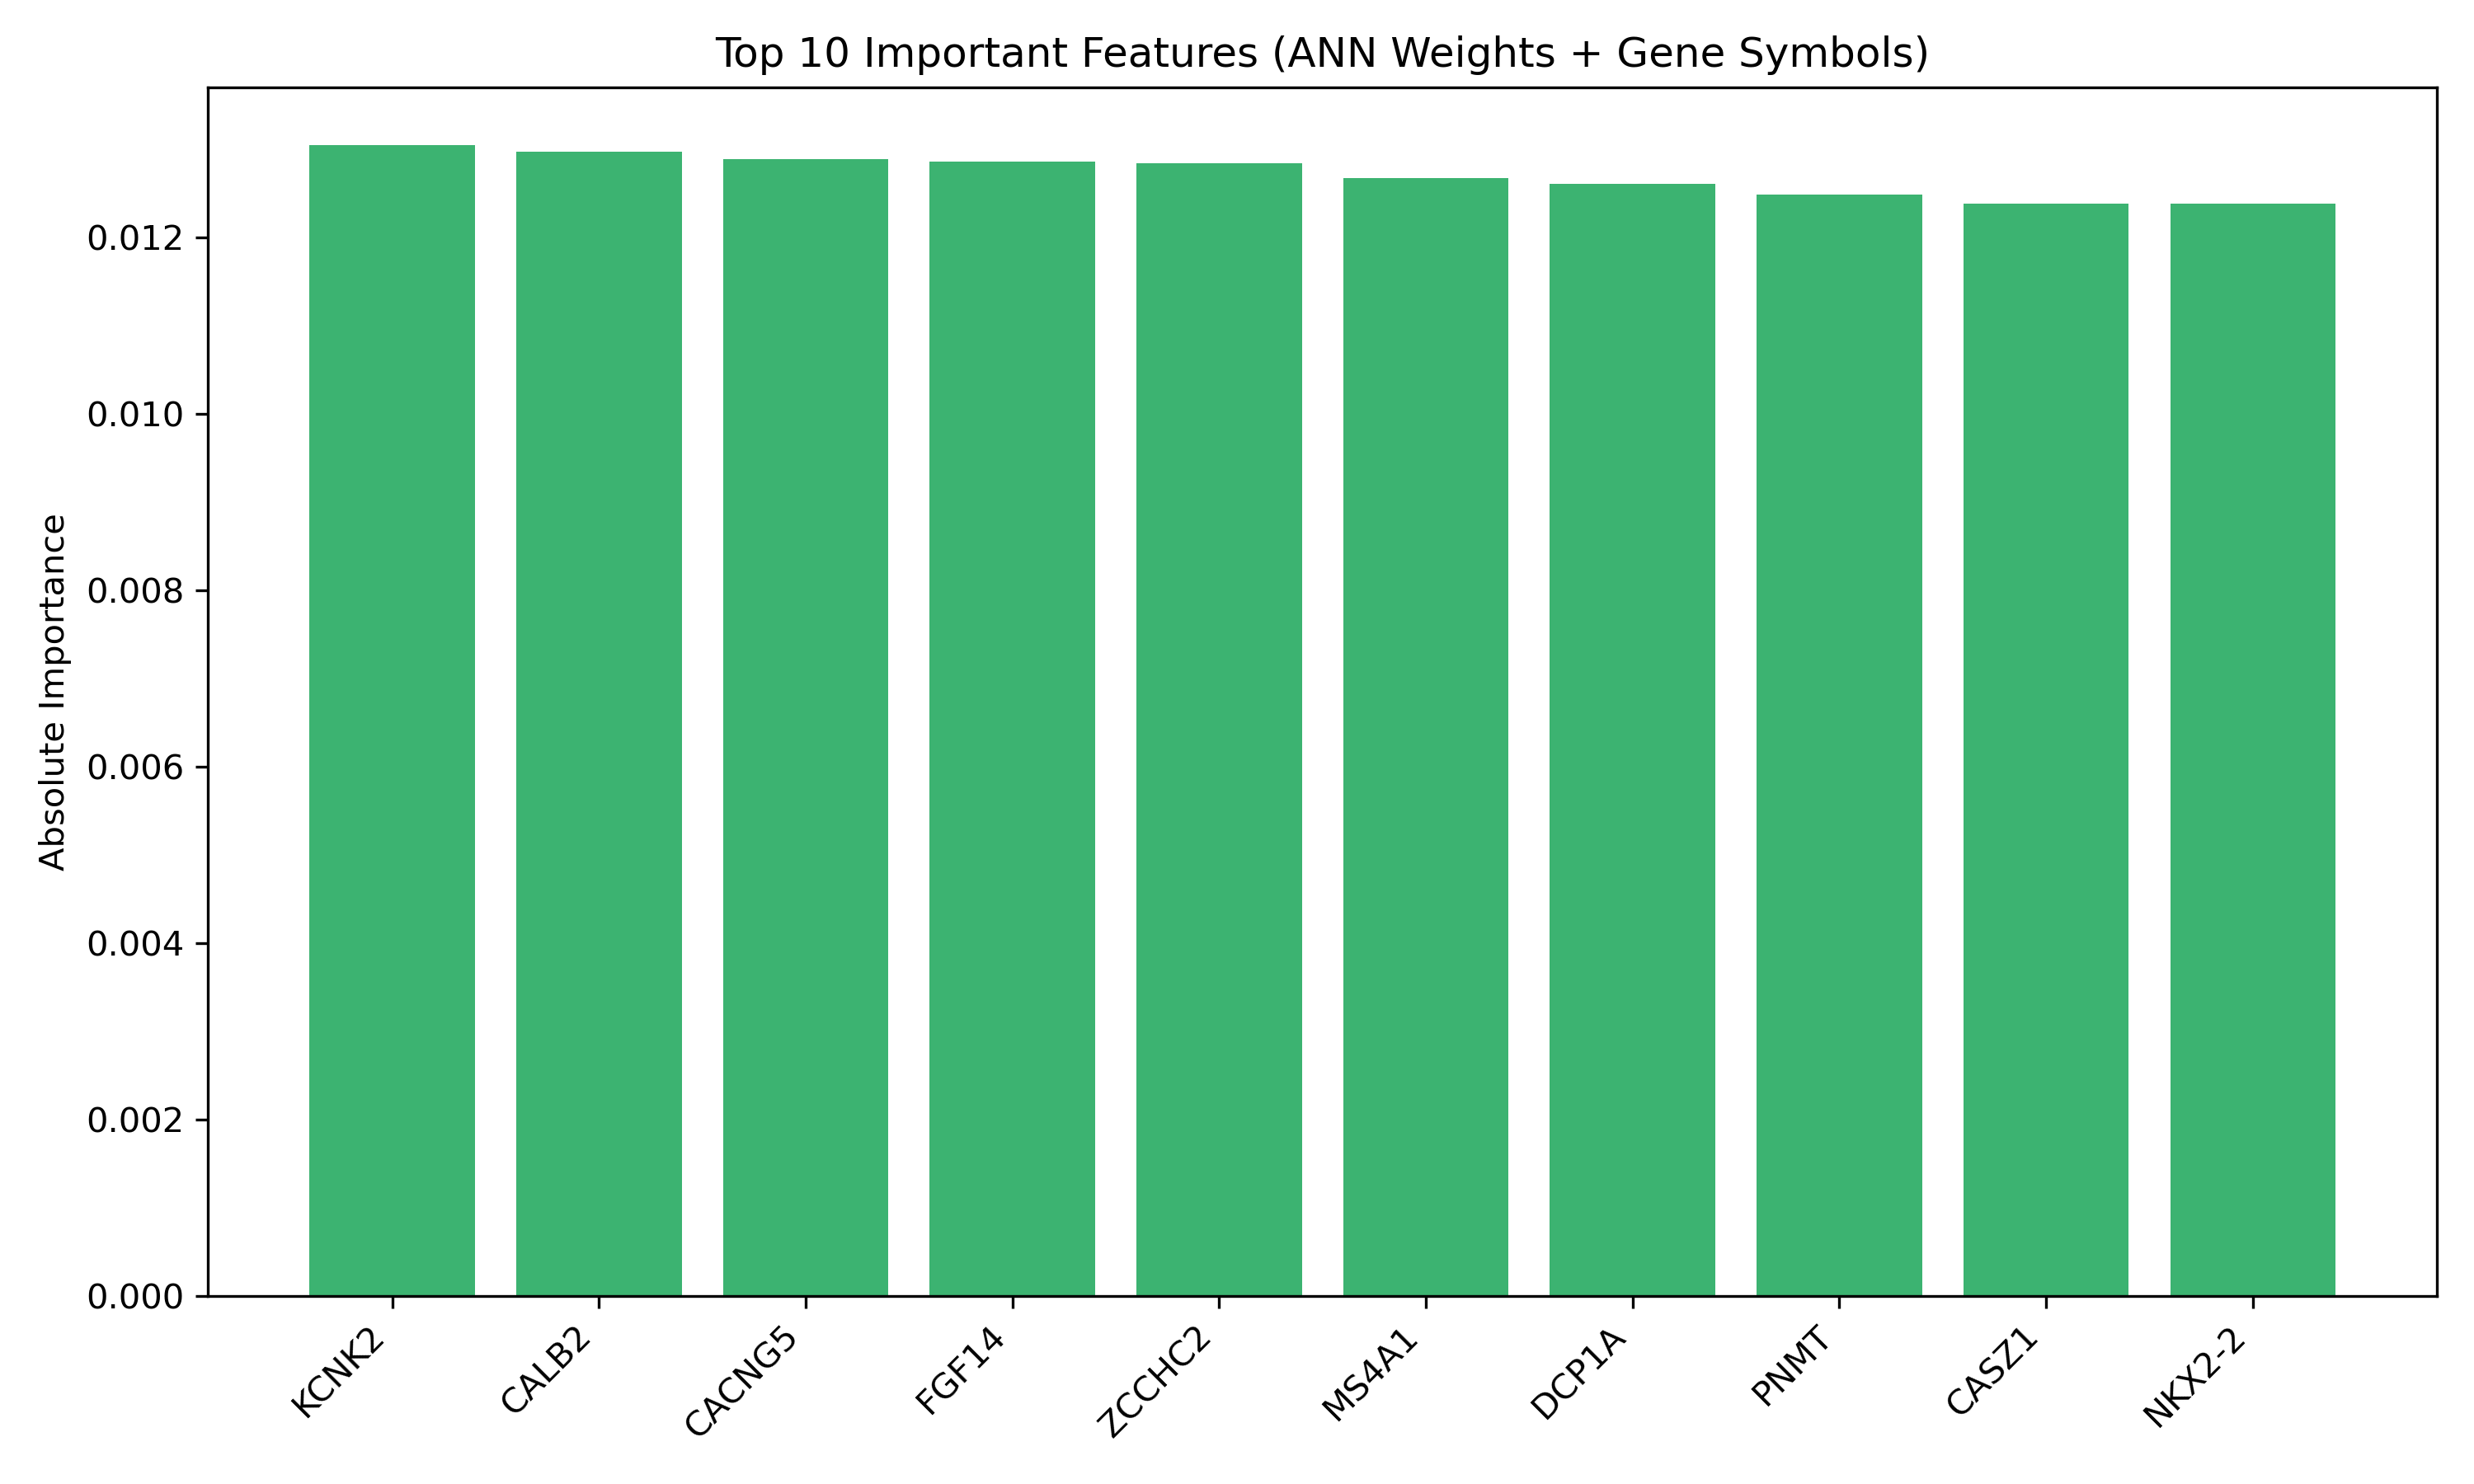 Top 10 Important Features (ANN Weights + Gene Symbols)
Absolute Importance
0.012
0.010
0.008
0.006
0.004
0.002
0.000
KCNK2
CALB2
CACNG5
FGF14
ZCCHC2
MS4A1
DCP1A
PNMT
CASZ1
NKX2-2